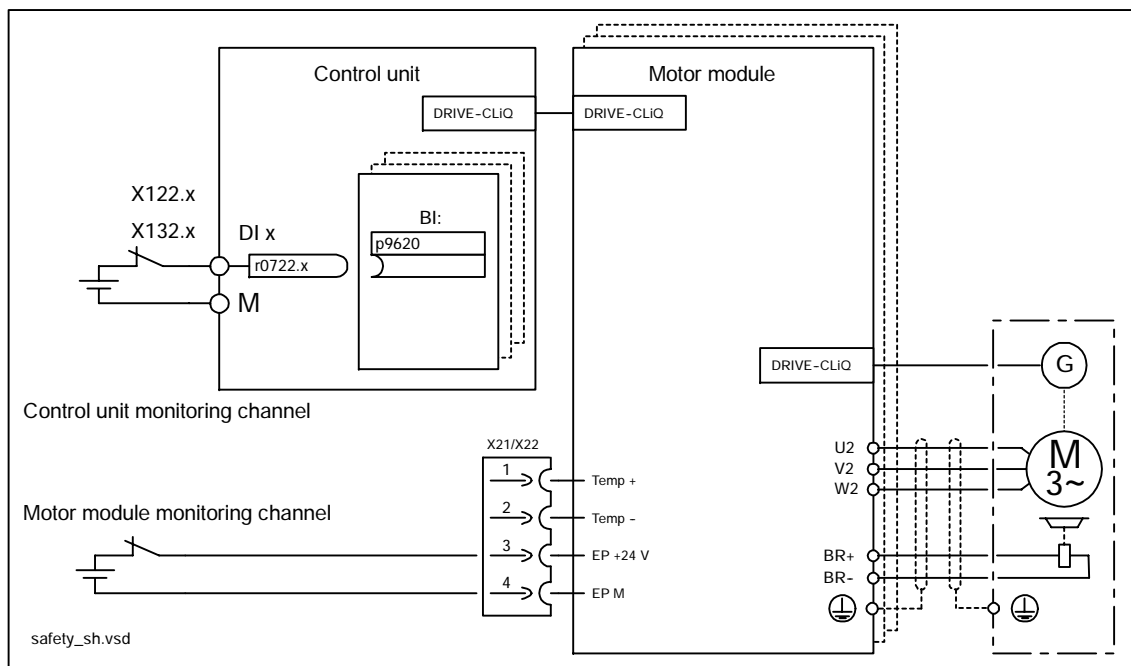 Control unit
Motor module
DRIVE-CLiQ
DRIVE-CLiQ
X122.x
X132.x
DI x
BI:
p9620
r0722.x
M
DRIVE-CLiQ
G
Control unit monitoring channel
X21/X22
1
Temp +
2
Temp -
3
EP +24 V
4
EP M
Motor module monitoring channel
U2
V2
W2
M
3~
BR+
BR-
safety_sh.vsd